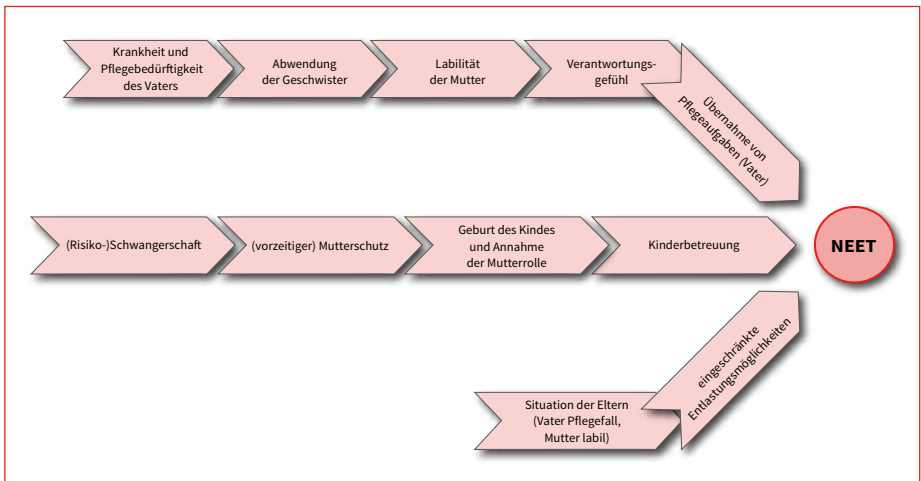 Krankheit und
Pflegebedürftigkeit
des Vaters
Abwendung
der Geschwister
Labilität
der Mutter
Verantwortungs-
gefühl
Übernahme von
Pflegeaufgaben (Vater)
(Risiko-)Schwangerschaft
(vorzeitiger) Mutterschutz
Geburt des Kindes
und Annahme
der Mutterrolle
Kinderbetreuung
NEET
Situation der Eltern
(Vater Pflegefall,
Mutter labil)
eingeschränkte
Entlastungsmöglichkeiten